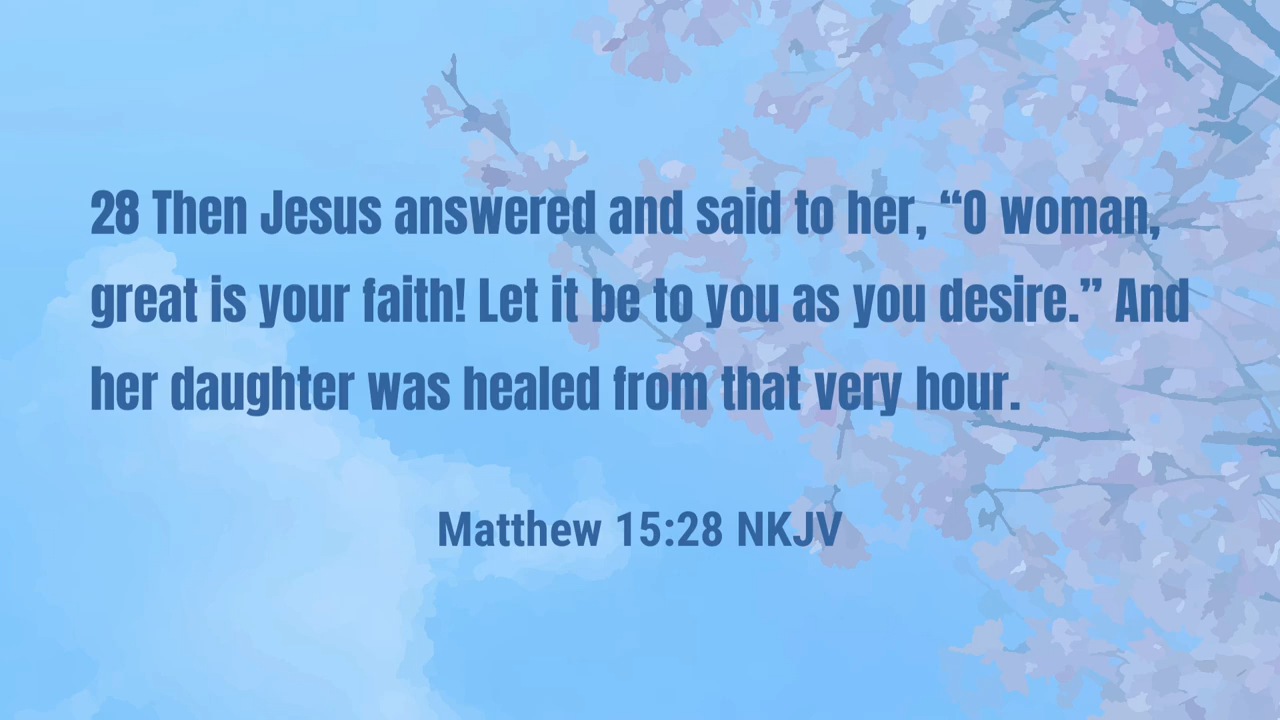 28 Then Jesus answered and said to her, “O woman,
great is your faith! Let it be to you as you desire.” And
her daughter was healed from that very hour.
Matthew 15:28 NKJV